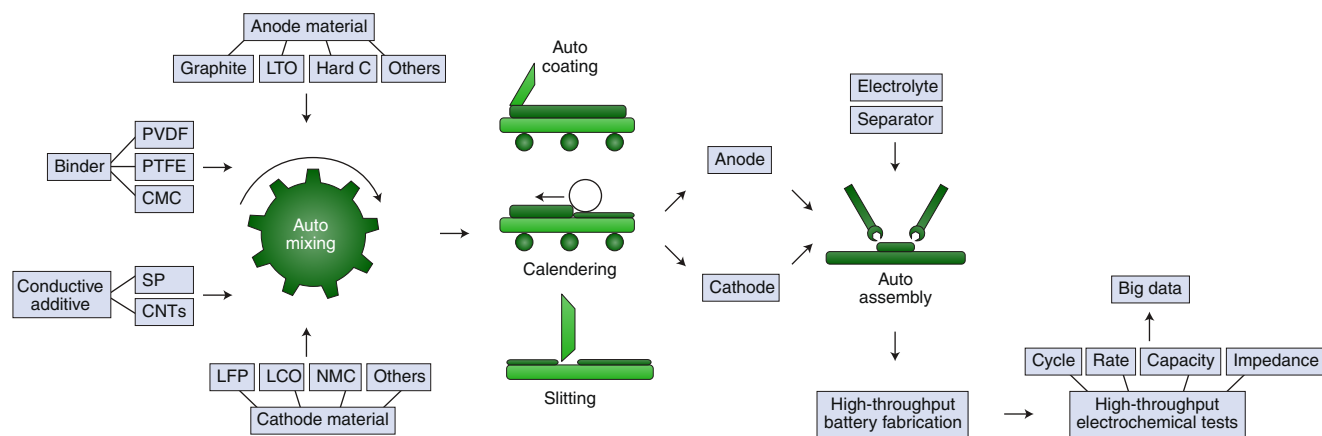 Anode material
Graphite
LTO
Hard C
Others
Binder
PVDF
PTFE
CMC
Auto
mixing
Conductive
additive
SP
CNTs
LFP
LCO
NMC
Others
Cathode material
Auto
coating
Calendering
Slitting
Anode
Cathode
Electrolyte
Separator
Auto
assembly
High-throughput
battery fabrication
Big data
Cycle
Rate
Capacity
Impedance
High-throughput
electrochemical tests